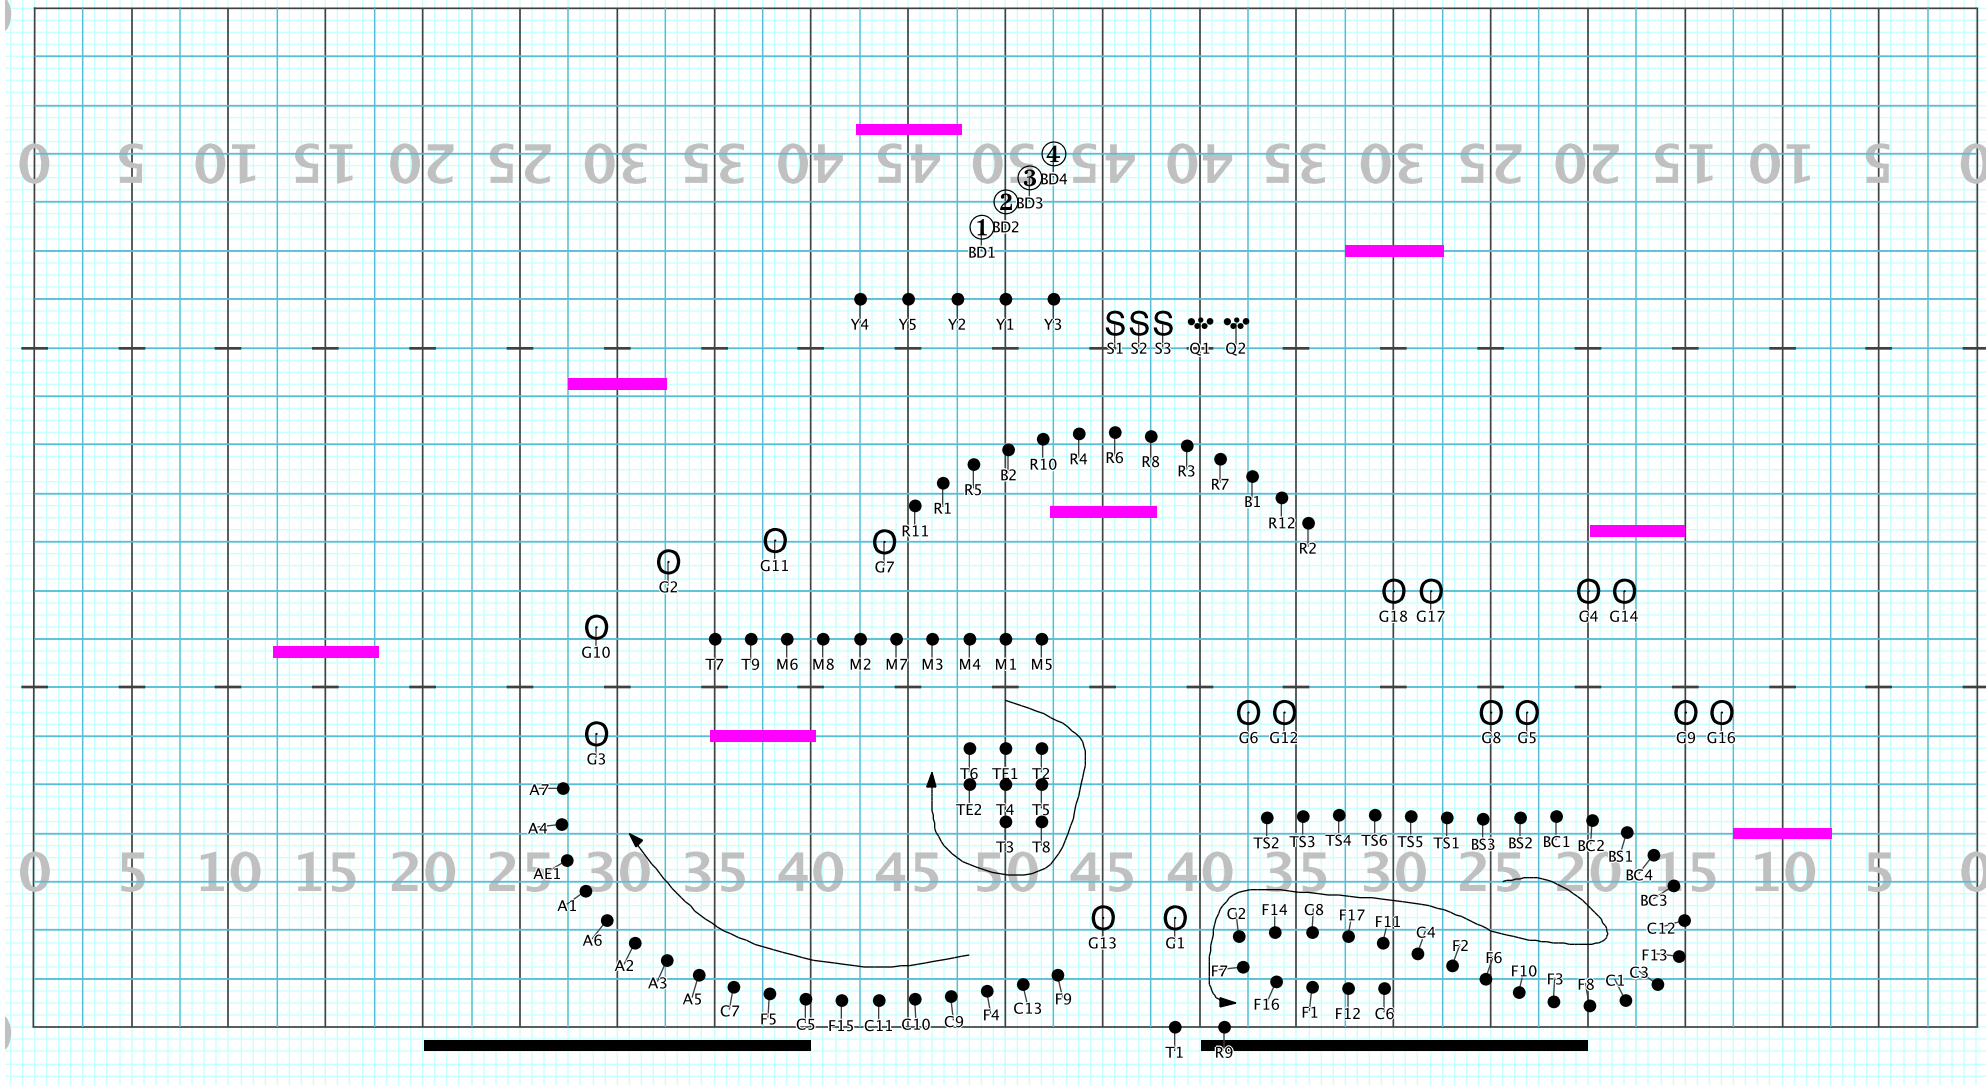 0 5 10 15 20 25 30 35 40 45 50 45 40 35 30 25 20 15 10 5 0
4
BD4
3
BD3
2
BD2
1
BD1
Y4 Y5 Y2 Y1 Y3
S S S
S1 S2 S3 Q1 Q2
R10 R4 R6 R8 R3
R5 B2 R7
R11 R1 B1
R12
R2
G11 G7
G2
G18 G17 G4 G14
G10
T7 T9 M6 M8 M2 M7 M3 M4 M1 M5
G6 G12 G8 G5 G9 G16
G3
T6 TE1 T2
A7
TE2 T4 T5
A4
T3 T8
TS2 TS3 TS4 TS6 TS5 TS1 BS3 BS2 BC1 BC2 BS1
0 5 10 15 20 25 30 35 40 45 50 45 40 35 30 25 20 15 10 5 0
AE1 BC4
A1 BC3
G2 F14 G8 F17 F11
C12
A6 G13 G1 C4
A2 F2 F6 F13
A3 F7 F10 F3 F8 C1 C3
A5 F16 F1 F12 C6
C7 F5 C5 F15 C11 C10 C9 F4 C13 F9
T1 R9